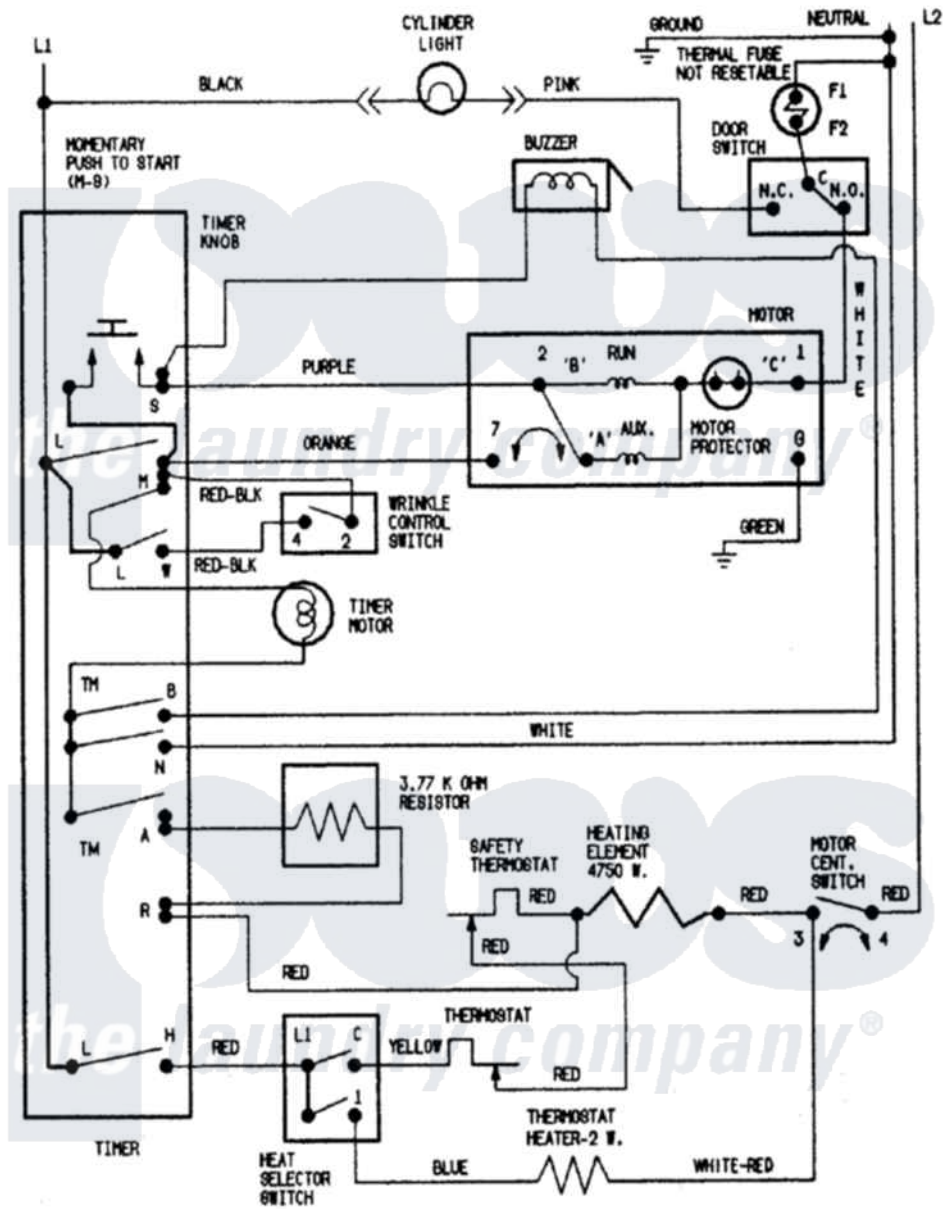 L1
CYLINDER
LIGHT
GROUND
NEUTRAL
L2
THERMAL FUSE
NOT RESETABLE
BLACK
PINK
F1
F2
DOOR
SWITCH
BUZZER
MOMENTARY
PUSH TO START
(M-S)
N.C.
C
N.O.
TIMER
KNOB
WHITE
MOTOR
PURPLE
2
'B'
RUN
'C'
1
S
L
ORANGE
7
'A'
AUX.
MOTOR
PROTECTOR
G
M
RED-BLK
WRINKLE
CONTROL
SWITCH
4
2
GREEN
L
W
RED-BLK
TIMER
MOTOR
TM
B
WHITE
N
3.77 K OHM
RESISTOR
TM
A
SAFETY
THERMOSTAT
HEATING
ELEMENT
4750 W.
MOTOR
CENT.
SWITCH
RED
RED
RED
R
RED
3
4
RED
THERMOSTAT
L
H
RED
L1
C
YELLOW
RED
1
THERMOSTAT
HEATER-2 W.
TIMER
HEAT
SELECTOR
SWITCH
BLUE
WHITE-RED
the laundry company®
the laundry company®